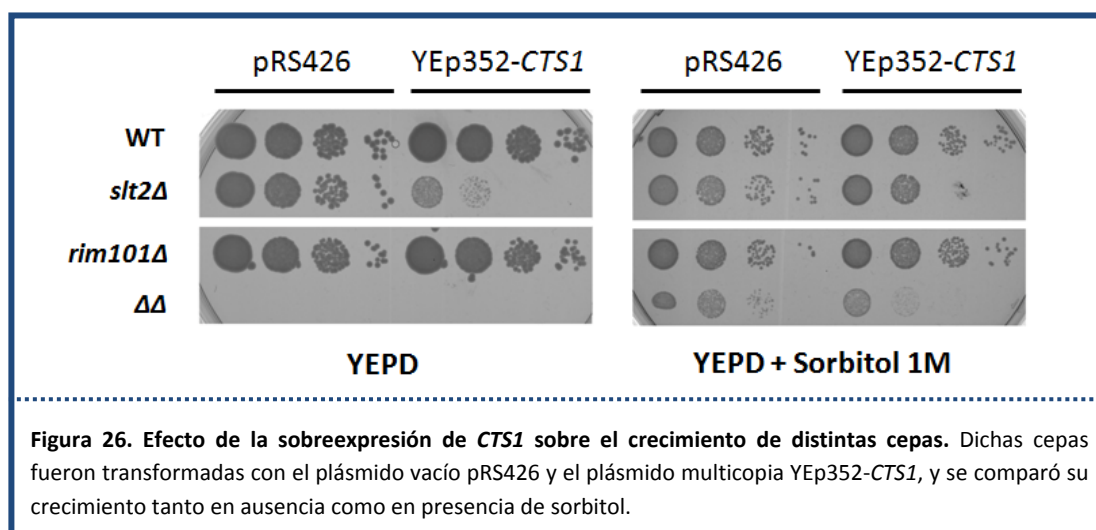 pRS426 YEp352-CTS1 pRS426 YEp352-CTS1
WT
slt2Δ
rim101Δ
ΔΔ
YEPD YEPD + Sorbitol 1M
Figura 26. Efecto de la sobreexpresión de CTS1 sobre el crecimiento de distintas cepas. Dichas cepas
fueron transformadas con el plásmido vacío pRS426 y el plásmido multicopia YEp352-CTS1, y se comparó su
crecimiento tanto en ausencia como en presencia de sorbitol.